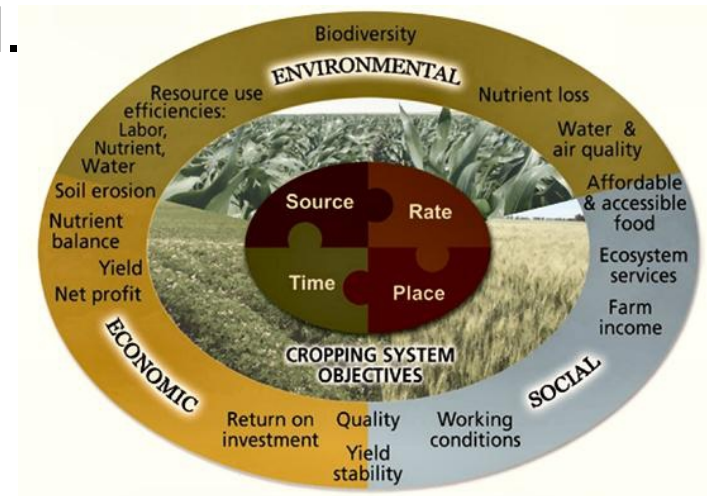 Biodiversity
ENVIRONMENTAL
Resource use
efficiencies:
Labor,
Nutrient,
Water
Soil erosion
Nutrient
balance
Yield
Net profit
ECONOMIC
Return on
investment
Quality
Yield
stability
Working
conditions
SOCIAL
Farm
income
Ecosystem
services
Affordable
& accessible
food
Water &
air quality
Nutrient loss
Source
Rate
Time
Place
CROPPING SYSTEM
OBJECTIVES